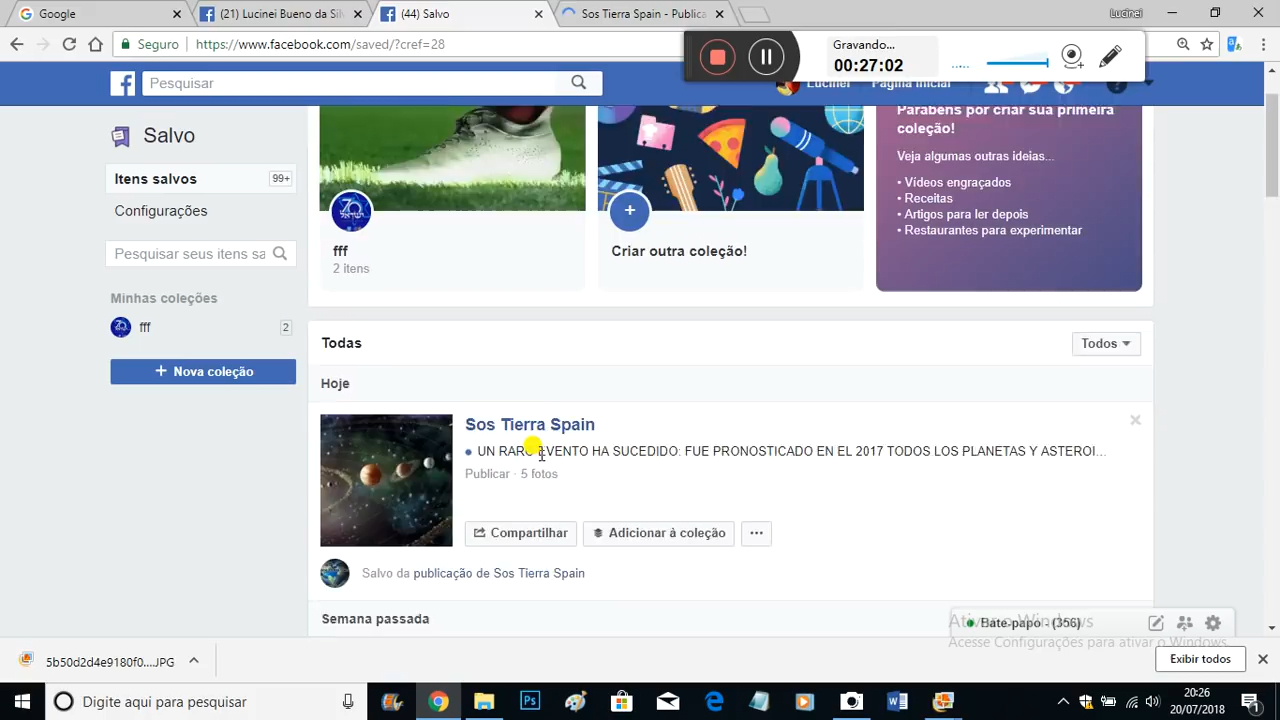 Google
(21) Lucinei Bueno da Sil
(44) Salvo
Sos Tierra Spain - Publica
Lucinei
Seguro
https://www.facebook.com/saved/?cref=28
Gravando...
00:27:02
Pesquisar
Lucinei
Página inicial
Salvo
Itens salvos
99+
Configurações
Pesquisar seus itens sa
Minhas coleções
fff
2
Nova coleção
fff
2 itens
Criar outra coleção!
Parabéns por criar sua primeira
coleção!
Veja algumas outras ideias...
• Vídeos engraçados
• Receitas
• Artigos para ler depois
• Restaurantes para experimentar
Todas
Todos
Hoje
Sos Tierra Spain
UN RARO EVENTO HA SUCEDIDO: FUE PRONOSTICADO EN EL 2017 TODOS LOS PLANETAS Y ASTEROI...
Publicar · 5 fotos
Compartilhar
Adicionar à coleção
Salvo da publicação de Sos Tierra Spain
Semana passada
Bate-papo - (356)
Acesse Configurações para ativar o Windows.
5b50d2d4e9180f0....JPG
Exibir todos
Digite aqui para pesquisar
20:26
20/07/2018